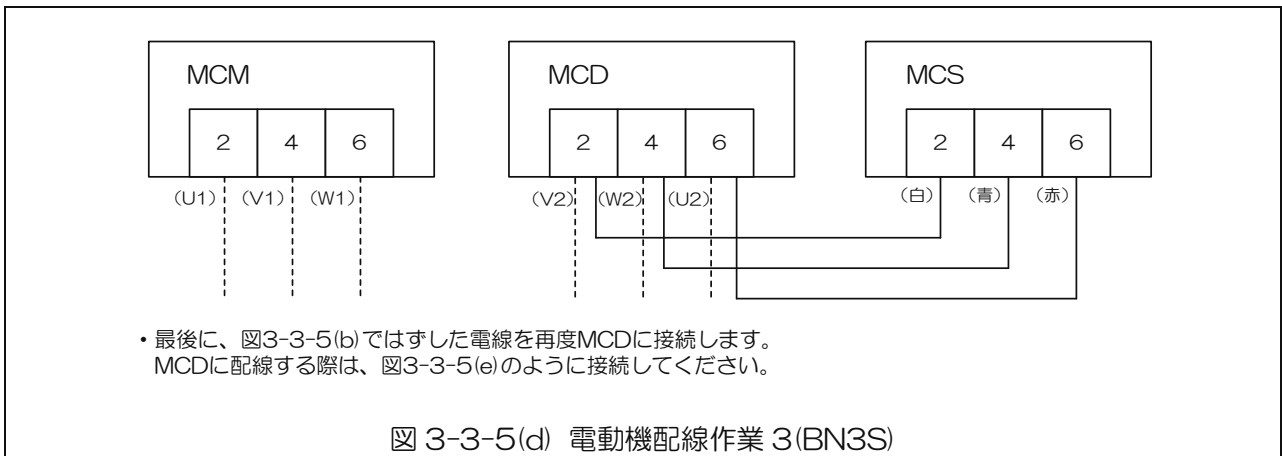 MCM
MCD
MCS
2 4 6
2 4 6
2 4 6
(U1) (V1) (W1)
(V2) (W2) (U2)
(白) (青) (赤)
・最後に、図3-3-5(b)ではずした電線を再度MCDに接続します。
MCDに配線する際は、図3-3-5(e)のように接続してください。
図 3-3-5(d) 電動機配線作業 3(BN3S)